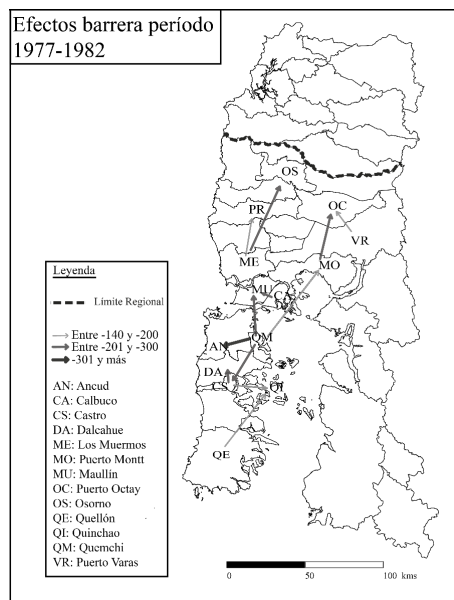 Efectos barrera período
1977-1982
OS
PR
OC
VR
ME
MO
MU
CA
AN
QM
DA
CS
QI
QE
Leyenda
Límite Regional
Entre -140 y -200
Entre -201 y -300
-301 y más
AN: Ancud
CA: Calbuco
CS: Castro
DA: Dalcahue
ME: Los Muermos
MO: Puerto Montt
MU: Maullín
OC: Puerto Octay
OS: Osorno
QE: Quellón
QI: Quinchao
QM: Quemchi
VR: Puerto Varas
0 50 100 kms